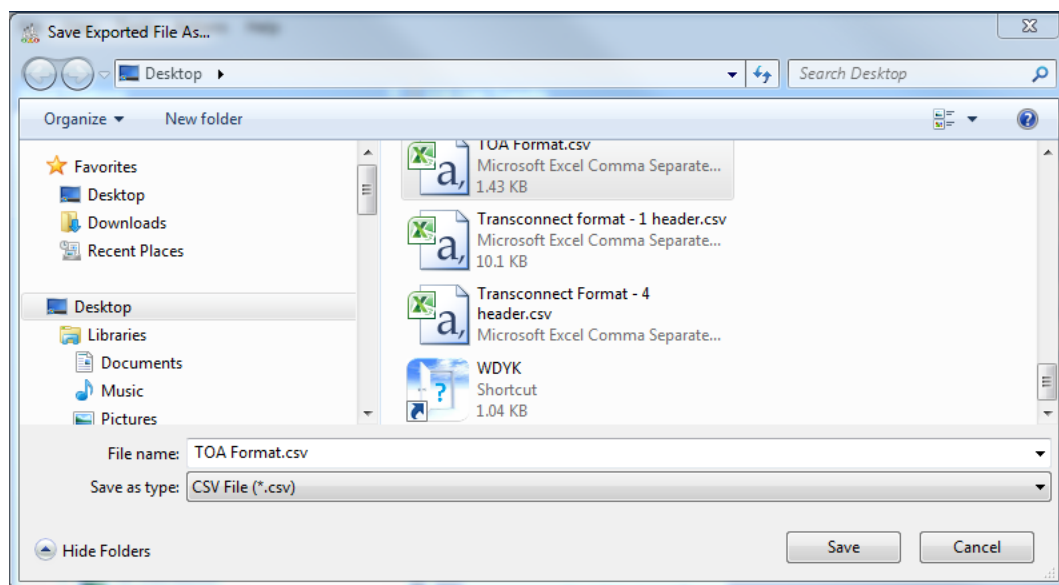 Save Exported File As...
Desktop
Search Desktop
Organize
New folder
Favorites
Desktop
Downloads
Recent Places
Desktop
Libraries
Documents
Music
Pictures
TOA Format.csv
Microsoft Excel Comma Separate...
1.43 KB
Transconnect format - 1 header.csv
Microsoft Excel Comma Separate...
10.1 KB
Transconnect Format - 4
header.csv
Microsoft Excel Comma Separate...
WDYK
Shortcut
1.04 KB
File name: TOA Format.csv
Save as type: CSV File (*.csv)
Hide Folders
Save
Cancel